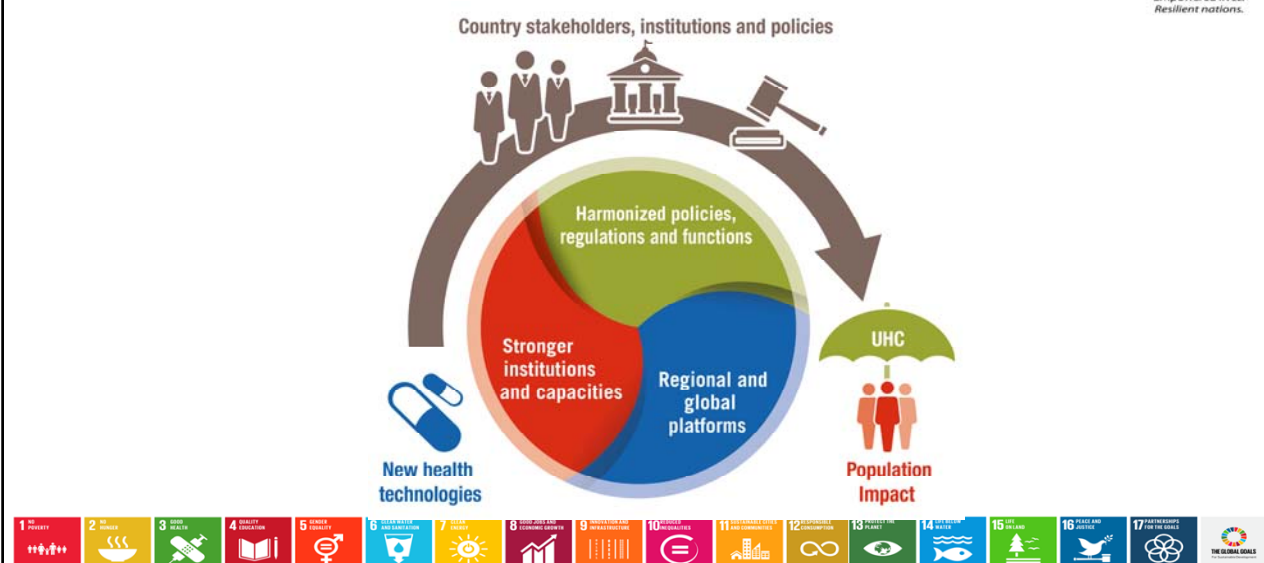 Resilient nations.
Country stakeholders, institutions and policies
Harmonized policies,
regulations and functions
Stronger
institutions
and capacities
Regional and
global
platforms
UHC
New health
technologies
Population
Impact
1 NO
POVERTY
2 NO
HUNGER
3 GOOD
HEALTH
4 QUALITY
EDUCATION
5 GENDER
EQUALITY
6 CLEAN WATER
AND SANITATION
7 CLEAN
ENERGY
8 GOOD JOBS AND
ECONOMIC GROWTH
9 INNOVATION AND
INFRASTRUCTURE
10 REDUCED
INEQUALITIES
11 SUSTAINABLE CITIES
AND COMMUNITIES
12 RESPONSIBLE
CONSUMPTION
13 PROTECT THE
PLANET
14 LIFE BELOW
WATER
15 LIFE
ON LAND
16 PEACE AND
JUSTICE
17 PARTNERSHIPS
FOR THE GOALS
THE GLOBAL GOALS